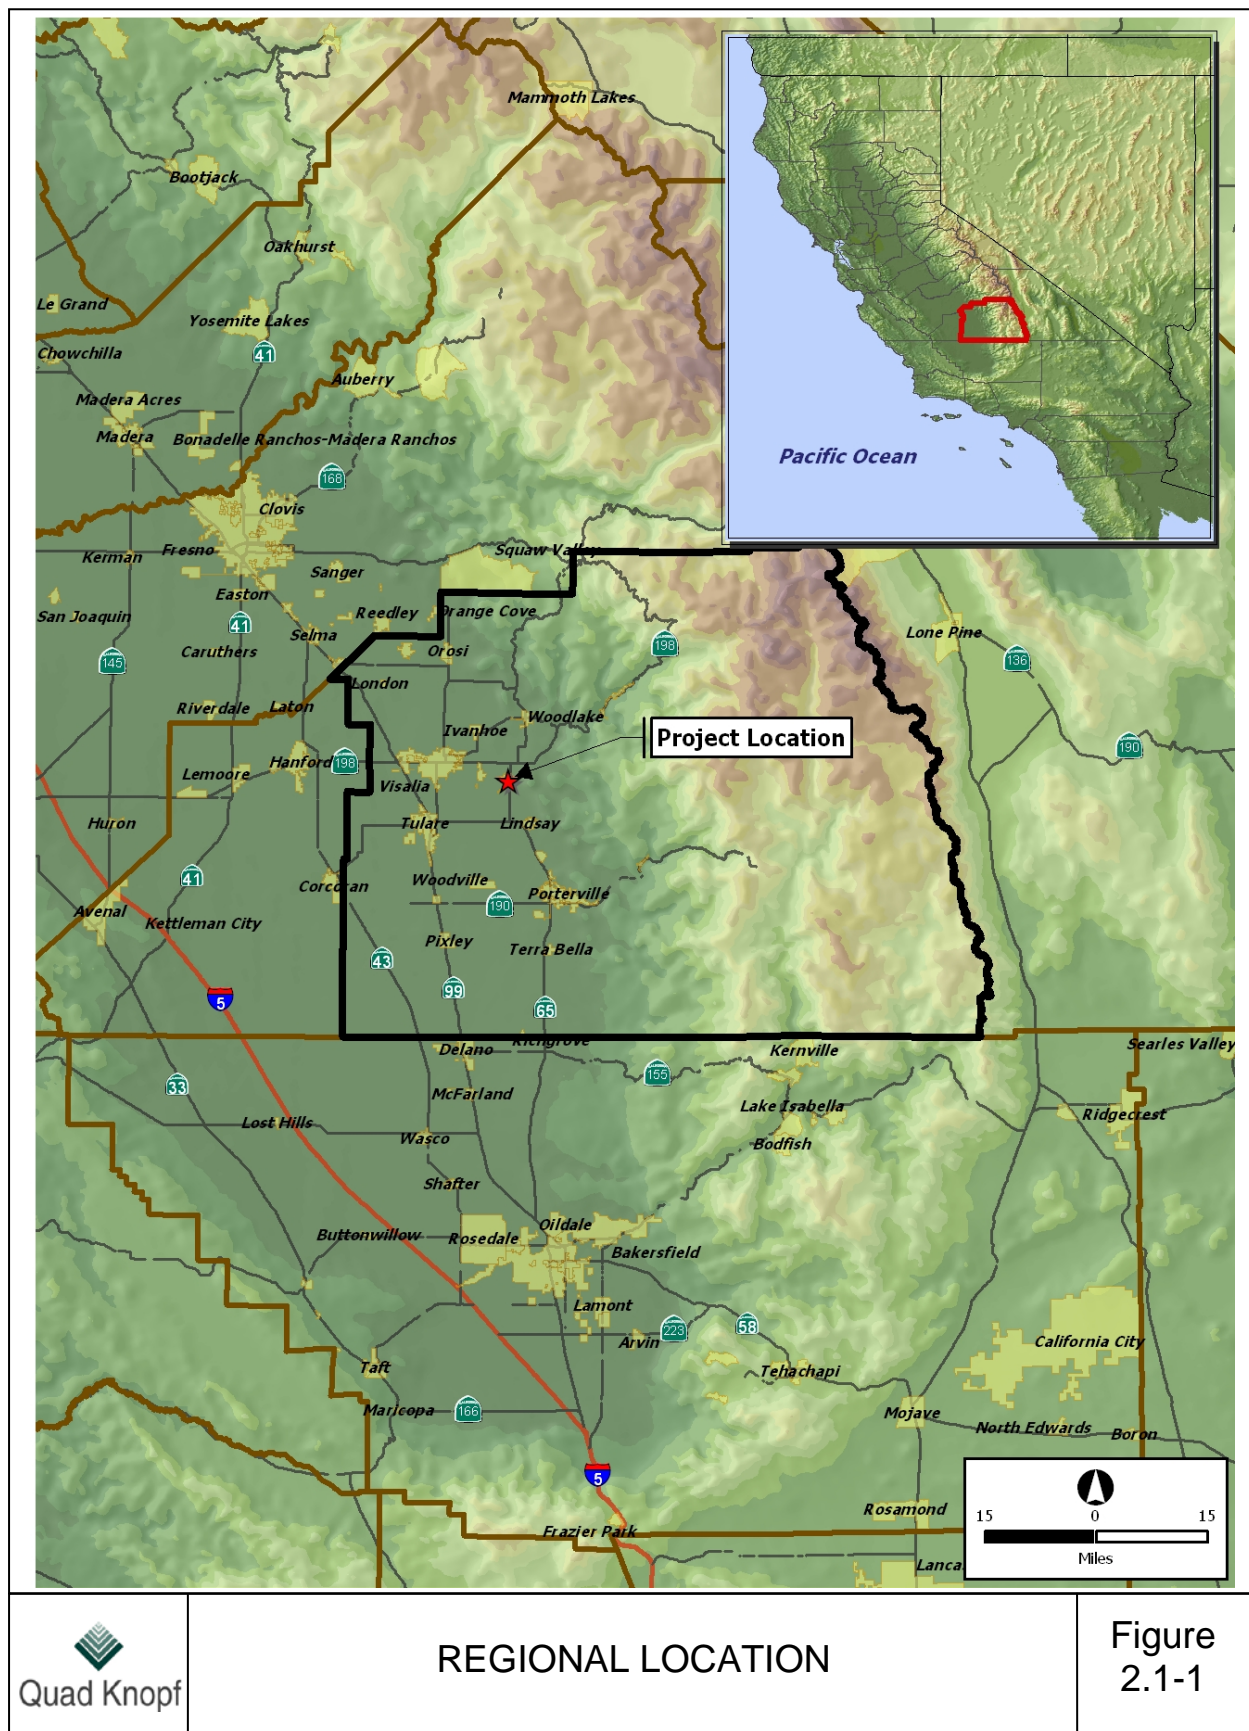 Mammoth Lakes
Bootjack
Oakhurst
Le Grand
Yosemite Lakes
41
Chowchilla
Auberry
Madera Acres
Madera
Bonadelle Ranchos-Madera Ranchos
168
Pacific Ocean
Clovis
Kerman
Fresno
Squaw Valley
Sanger
Easton
San Joaquin
41
Reedley
Orange Cove
Selma
Lone Pine
145
Caruthers
Orosi
198
136
London
Riverdale
Laton
Woodlake
Ivanhoe
Project Location
190
Hanford
198
Lemoore
Visalia
Huron
Tulare
Lindsay
41
Corcoran
Woodville
Porterville
190
Avenal
Kettleman City
Pixley
Terra Bella
43
99
5
65
Richgrove
Delano
Kernville
Searles Valley
33
155
McFarland
Lake Isabella
Ridgecrest
Lost Hills
Wasco
Bodfish
Shafter
Buttonwillow
Rosedale
Oildale
Bakersfield
Lamont
223
58
Arvin
California City
Taft
Tehachapi
Maricopa
166
Mojave
North Edwards
Boron
5
Rosamond
15
0
15
Miles
Frazier Park
Lanca
Quad Knopf
REGIONAL LOCATION
Figure
2.1-1